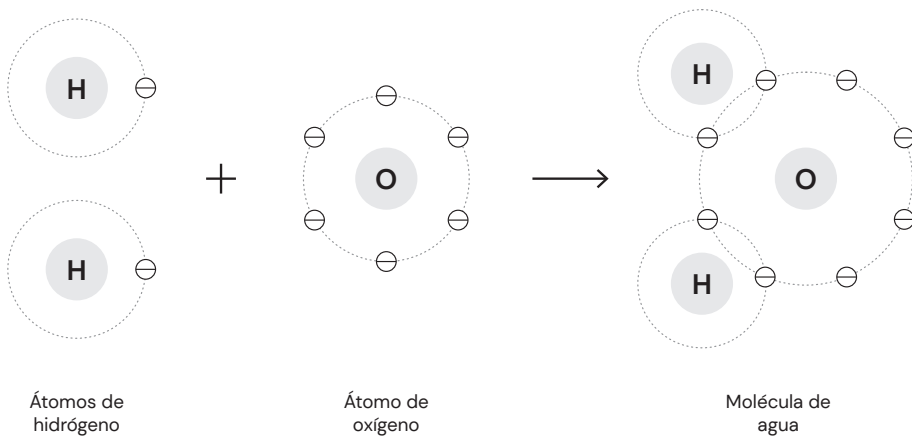 H
H
+
O
H
O
H
Átomos de
hidrógeno
Átomo de
oxígeno
Molécula de
agua